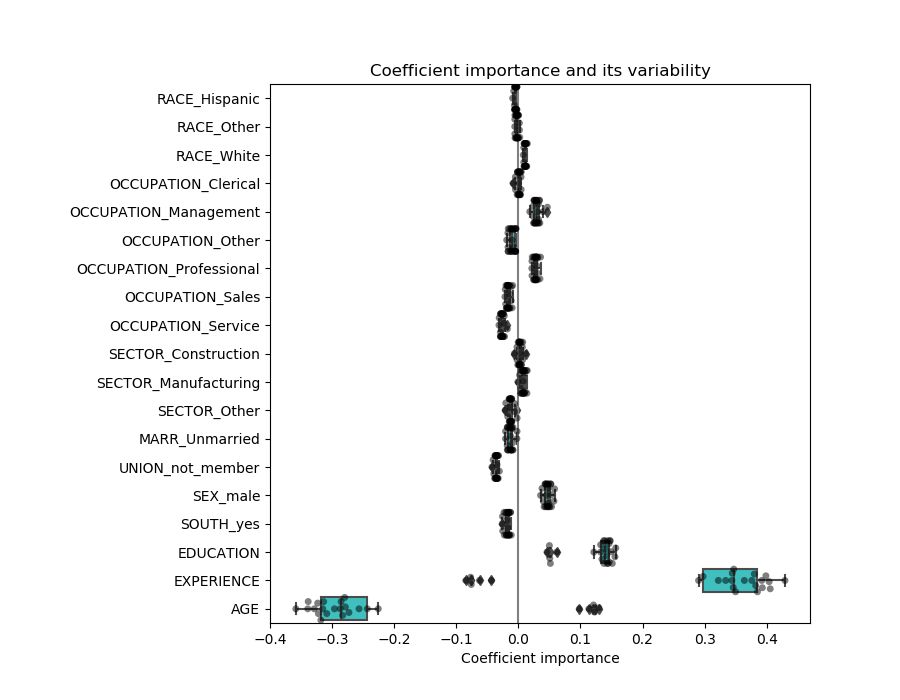 Coefficient importance and its variability
RACE_Hispanic
RACE_Other
RACE_White
OCCUPATION_Clerical
OCCUPATION_Management
OCCUPATION_Other
OCCUPATION_Professional
OCCUPATION_Sales
OCCUPATION_Service
SECTOR_Construction
SECTOR_Manufacturing
SECTOR_Other
MARR_Unmarried
UNION_not_member
SEX_male
SOUTH_yes
EDUCATION
EXPERIENCE
AGE
−0.4 −0.3 −0.2 −0.1 0.0 0.1 0.2 0.3 0.4
Coefficient importance